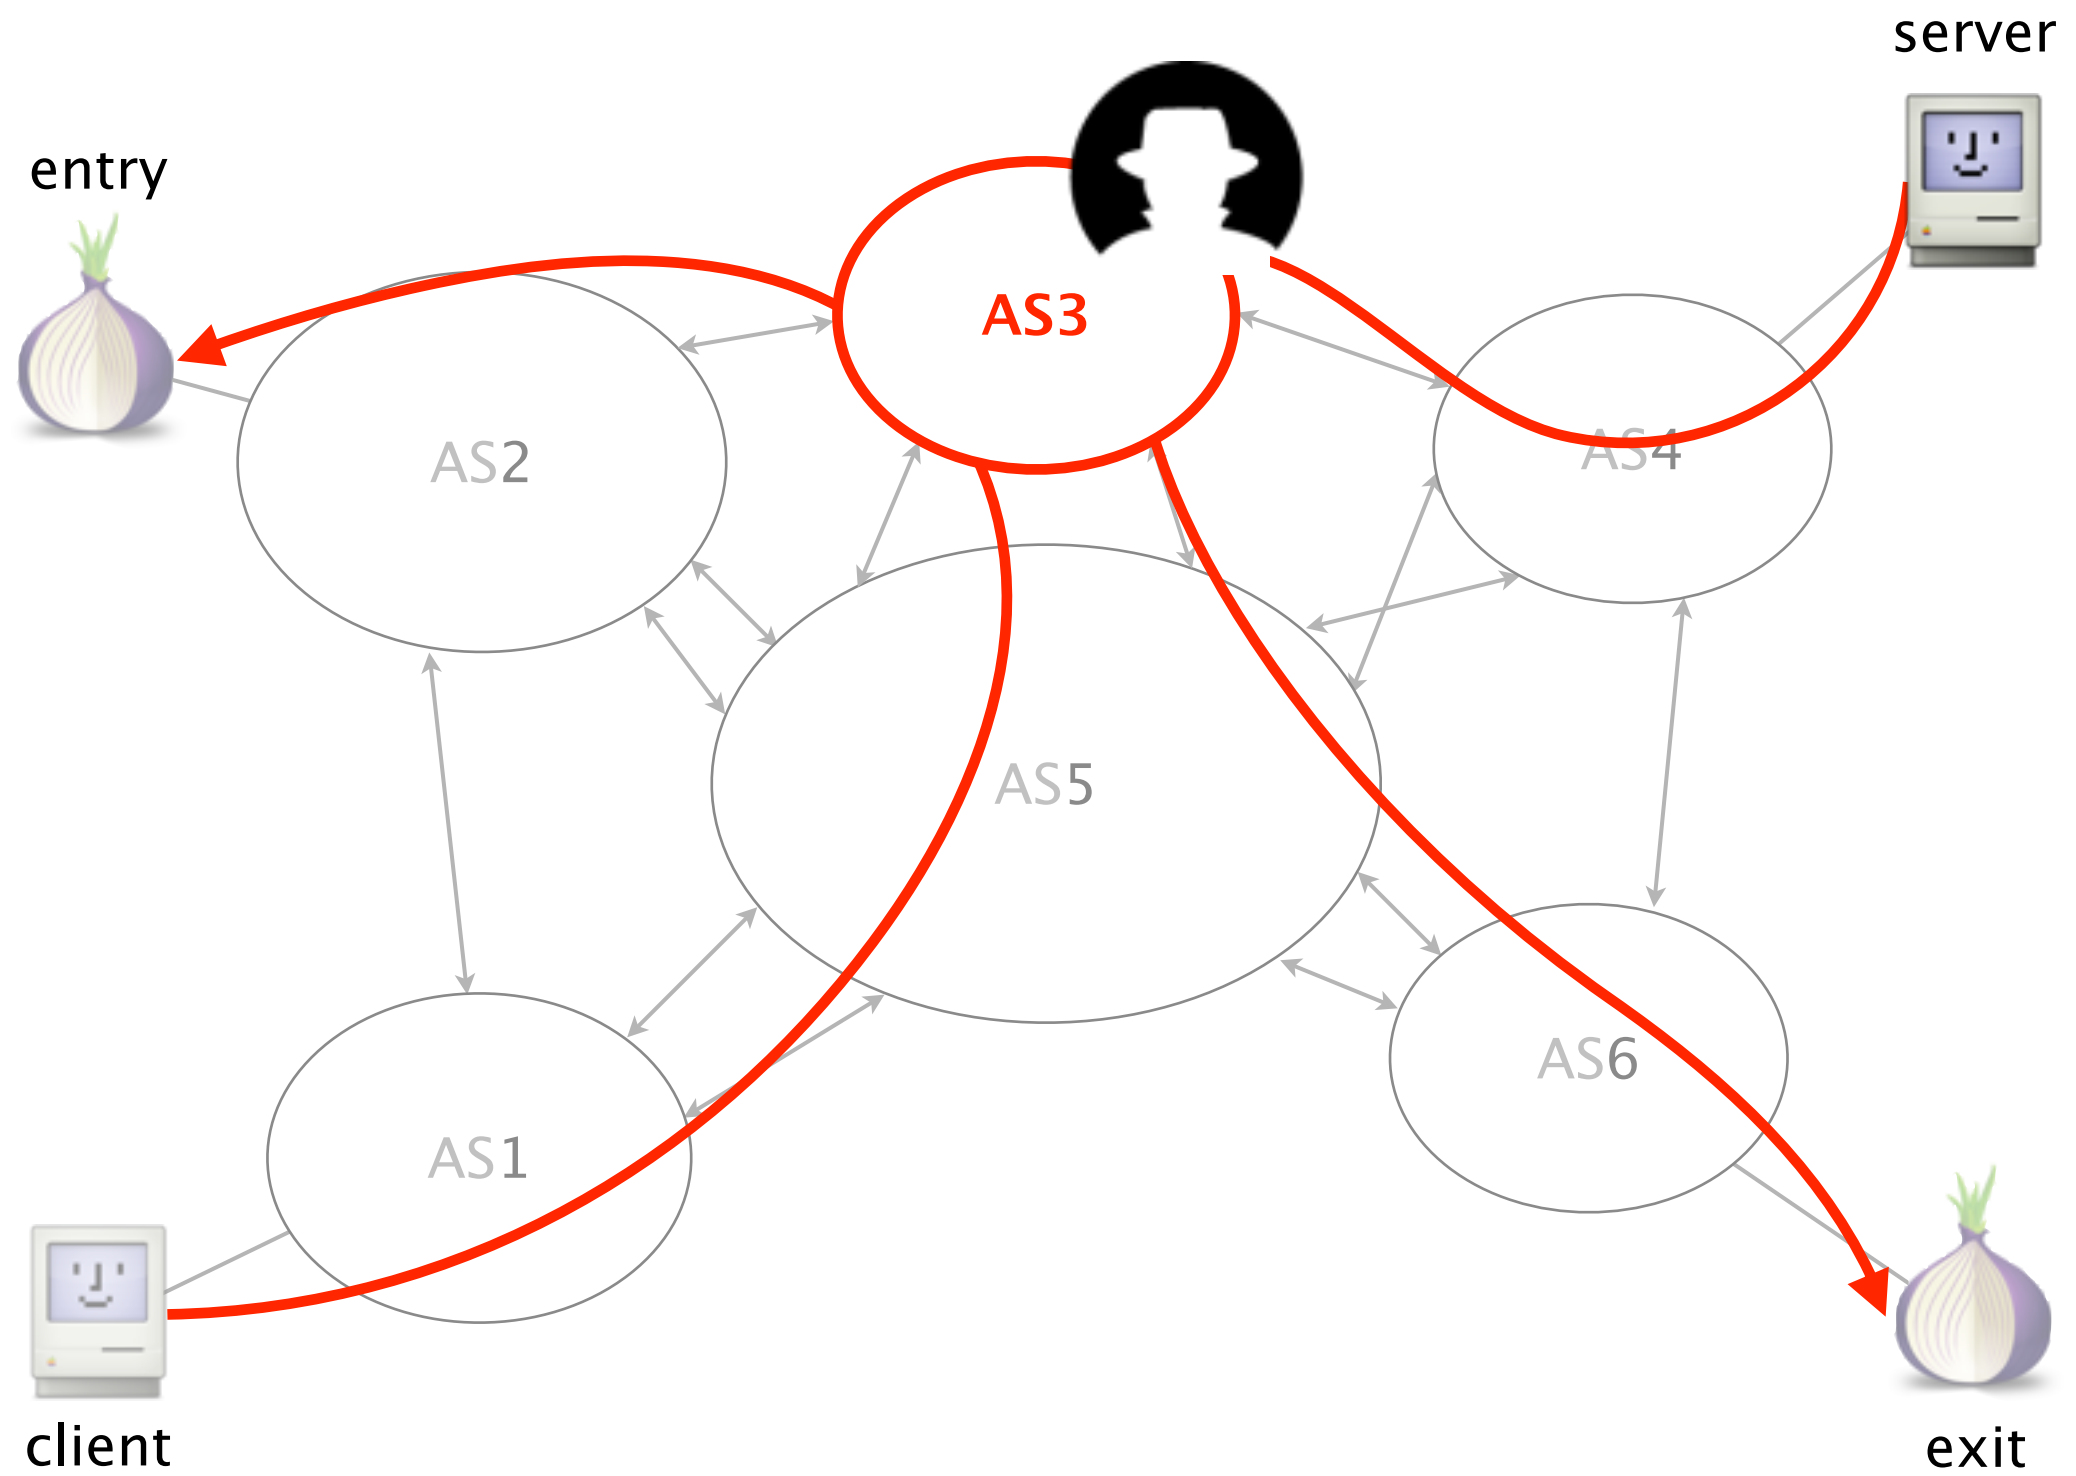 server
entry
AS3
AS2
AS4
AS5
AS6
AS1
client
exit